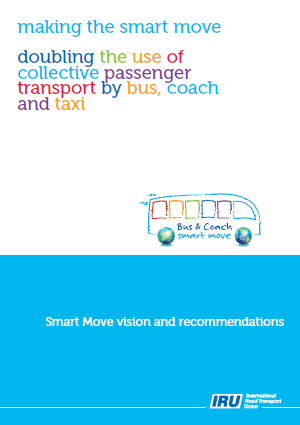 making the smart move
doubling the use of
collective passenger
transport by bus, coach
and taxi
Bus & Coach
smart move
Smart Move vision and recommendations
IRU
International
Road Transport
Union